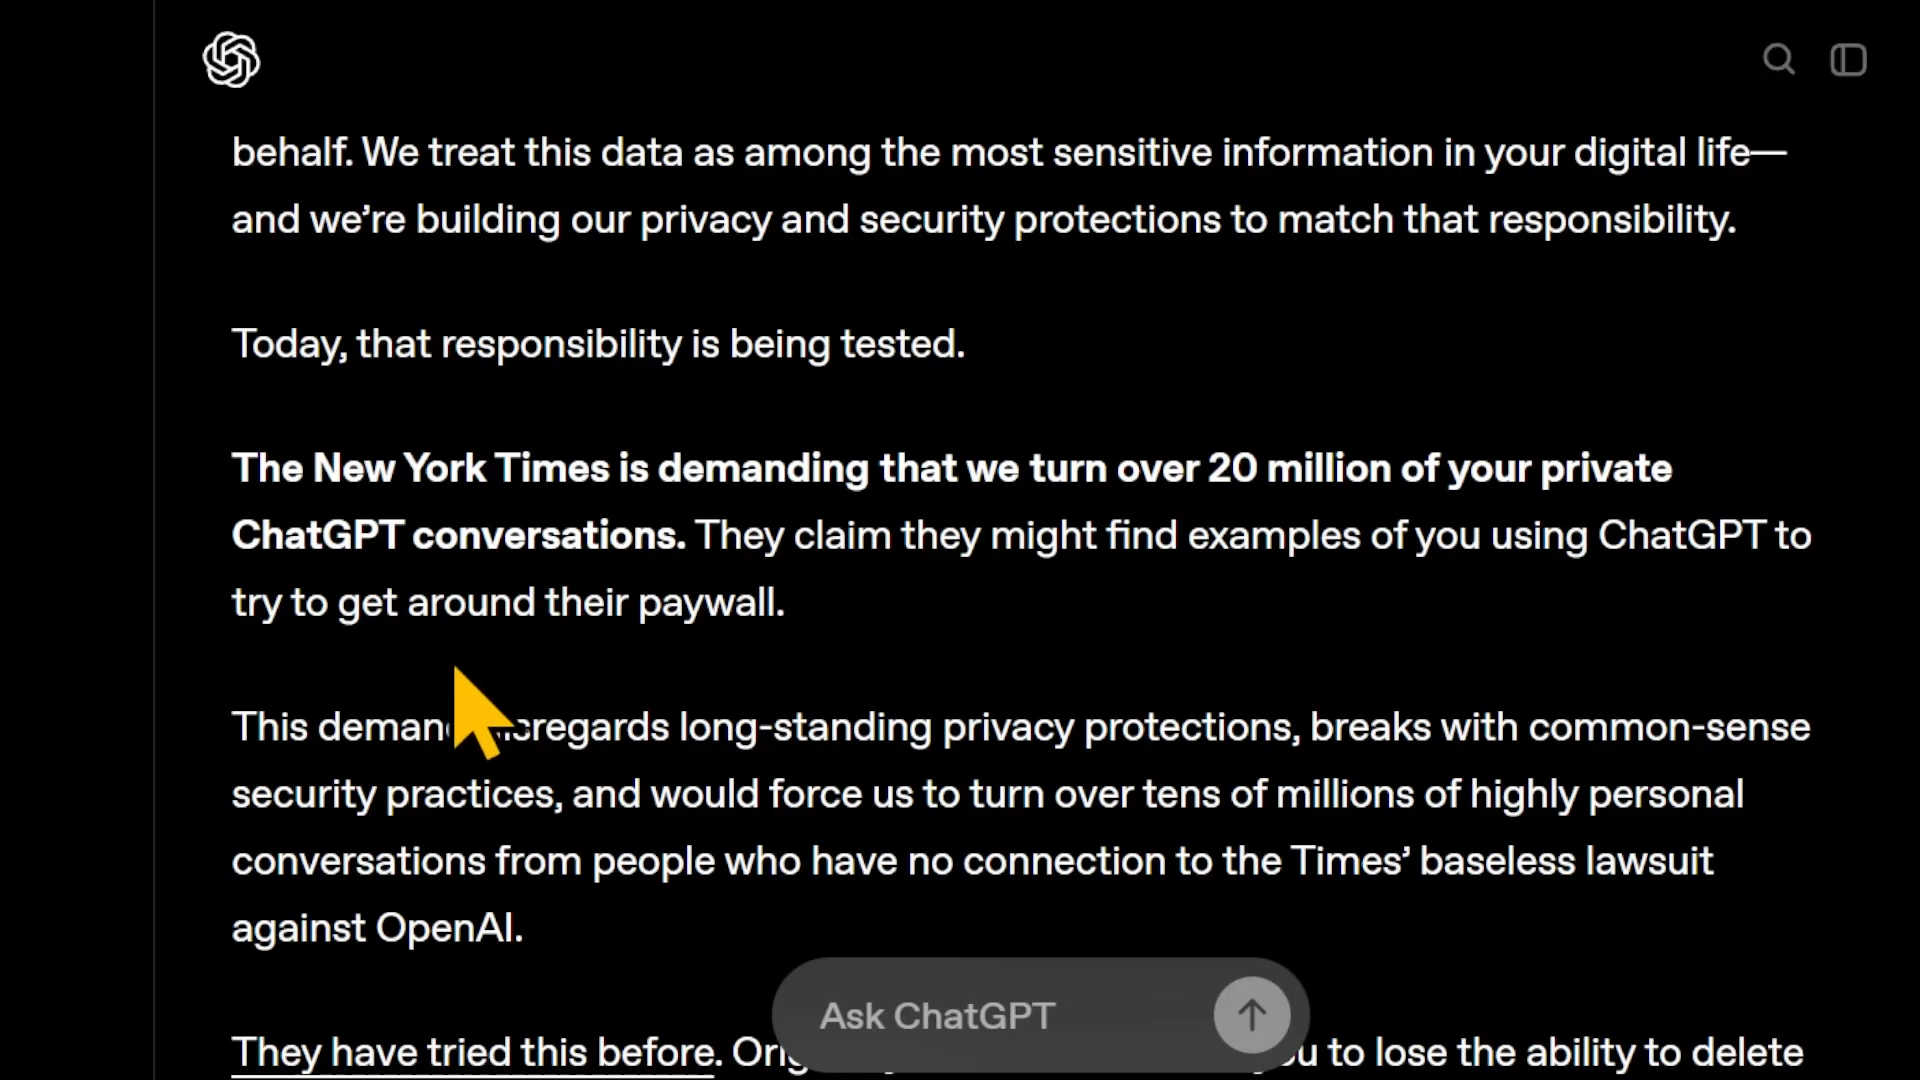 behalf. We treat this data as among the most sensitive information in your digital life—
and we’re building our privacy and security protections to match that responsibility.
Today, that responsibility is being tested.
The New York Times is demanding that we turn over 20 million of your private
ChatGPT conversations. They claim they might find examples of you using ChatGPT to
try to get around their paywall.
This regards long-standing privacy protections, breaks with common-sense
security practices, and would force us to turn over tens of millions of highly personal
conversations from people who have no connection to the Times’ baseless lawsuit
against OpenAI.
Ask ChatGPT
They have tried this before. to lose the ability to delete